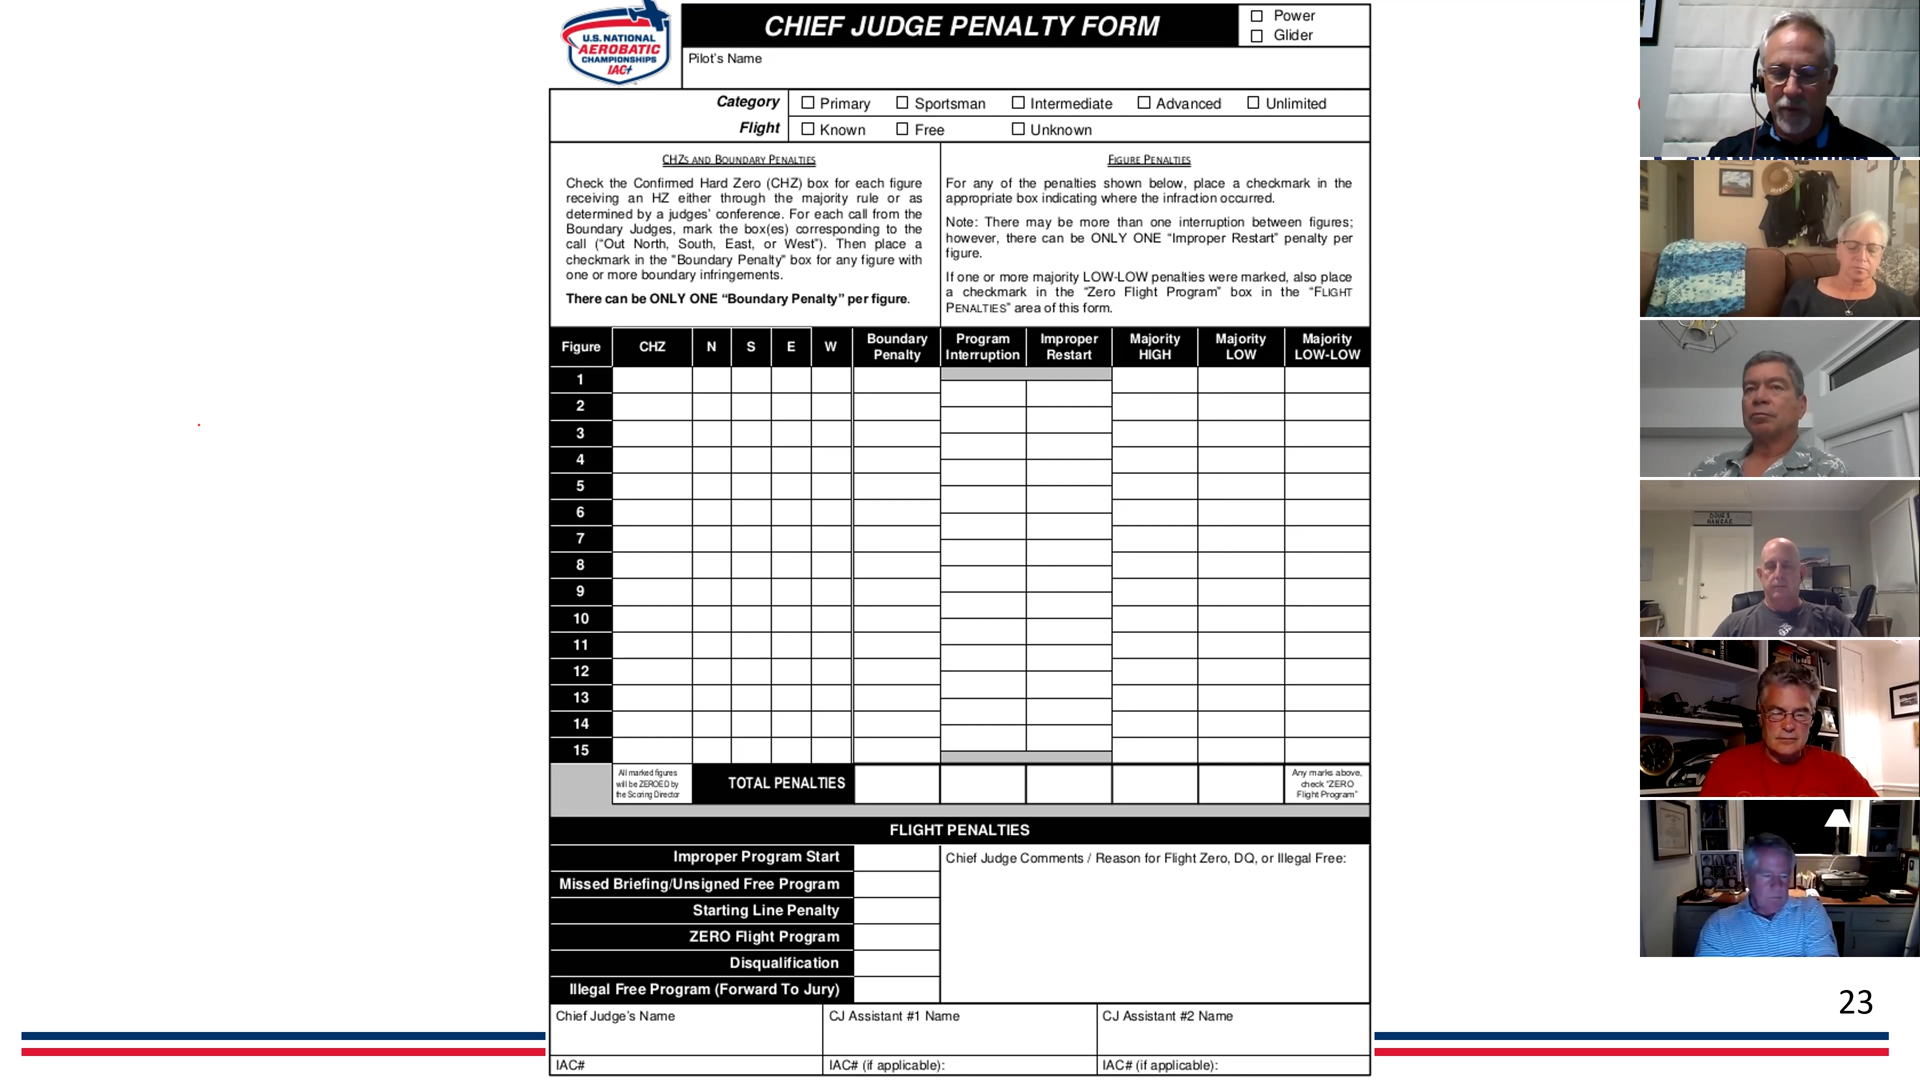 U.S. NATIONAL
AEROBATIC
CHAMPIONSHIPS
IAC
CHIEF JUDGE PENALTY FORM
Power
Glider
Pilot's Name
Category
Primary Sportsman Intermediate Advanced Unlimited
Flight
Known Free Unknown
CHZs and Boundary Penalties
Check the Confirmed Hard Zero (CHZ) box for each figure
receiving an HZ either through the majority rule or as
determined by a judges' conference. For each call from the
Boundary Judges, mark the box(es) corresponding to the
call ("Out North, South, East, or West"). Then place a
checkmark in the "Boundary Penalty" box for any figure with
one or more boundary infringements.
There can be ONLY ONE "Boundary Penalty" per figure.
Figure Penalties
For any of the penalties shown below, place a checkmark in the
appropriate box indicating where the infraction occurred.
Note: There may be more than one interruption between figures;
however, there can be ONLY ONE "Improper Restart" penalty per
figure.
If one or more majority LOW-LOW penalties were marked, also place
a checkmark in the "Zero Flight Program" box in the "FLIGHT
PENALTIES" area of this form.
Figure CHZ N S E W Boundary Penalty Program Interruption Improper Restart Majority HIGH Majority LOW Majority LOW-LOW
1
2
3
4
5
6
7
8
9
10
11
12
13
14
15
All marked figures
will be ZEROED by
the Scoring Director
TOTAL PENALTIES
Any marks above,
check "ZERO
Flight Program"
FLIGHT PENALTIES
Improper Program Start
Missed Briefing/Unsigned Free Program
Starting Line Penalty
ZERO Flight Program
Disqualification
Illegal Free Program (Forward To Jury)
Chief Judge Comments / Reason for Flight Zero, DQ, or Illegal Free:
Chief Judge's Name
CJ Assistant #1 Name
CJ Assistant #2 Name
IAC#
IAC# (if applicable):
IAC# (if applicable):
DOUG'S
HANGAR
23